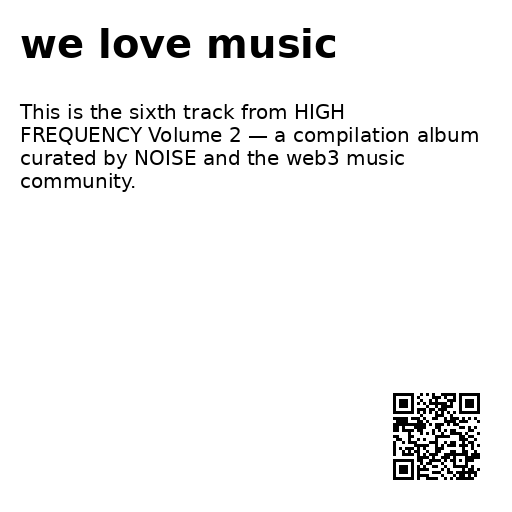 we love music
This is the sixth track from HIGH
FREQUENCY Volume 2 — a compilation album
curated by NOISE and the web3 music
community.